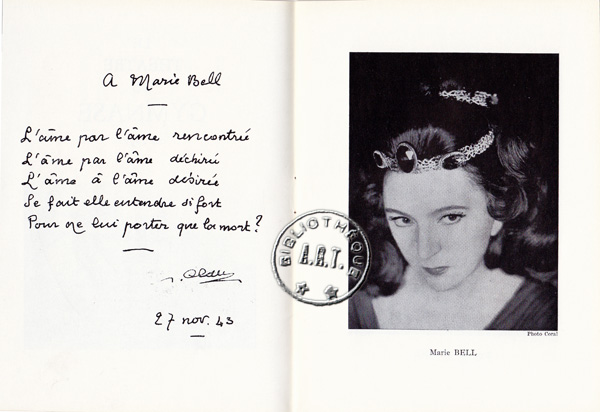 A Marie Bell
L'âme par l'âme rencontrée
L'âme par l'âme déchirée
L'âme à l'âme désirée
Se fait elle entendre si fort
Pour ne lui porter que la mort ?
27 nov. 43
BIBLIOTHÈQUE
A.R.T.
Photo Coral
Marie BELL